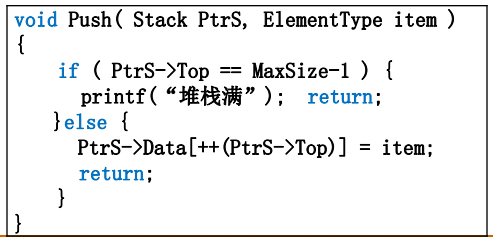 void Push( Stack PtrS, ElementType item )
{
if ( PtrS->Top == MaxSize-1 ) {
printf(“堆栈满”); return;
}else {
PtrS->Data[++(PtrS->Top)] = item;
return;
}
}